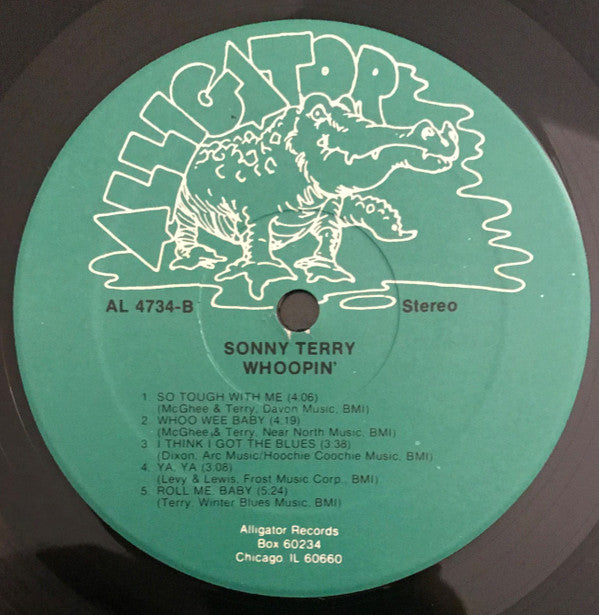 ALLIGATOR
AL 4734-B
Stereo
SONNY TERRY
WHOOPIN'
1 SO TOUGH WITH ME (4:06)
(McGhee & Terry, Davon Music, BMI)
2 WHOO WEE BABY (4:19)
(McGhee & Terry, Near North Music, BMI)
3 I THINK I GOT THE BLUES (3:38)
(Dixon, Arc Music/Hoochie Coochie Music, BMI)
4. YA, YA (3:08)
(Levy & Lewis, Frost Music Corp., BMI)
5. ROLL ME, BABY (5:24)
(Terry, Winter Blues Music, BMI)
Alligator Records
Box 60234
Chicago, IL 60660